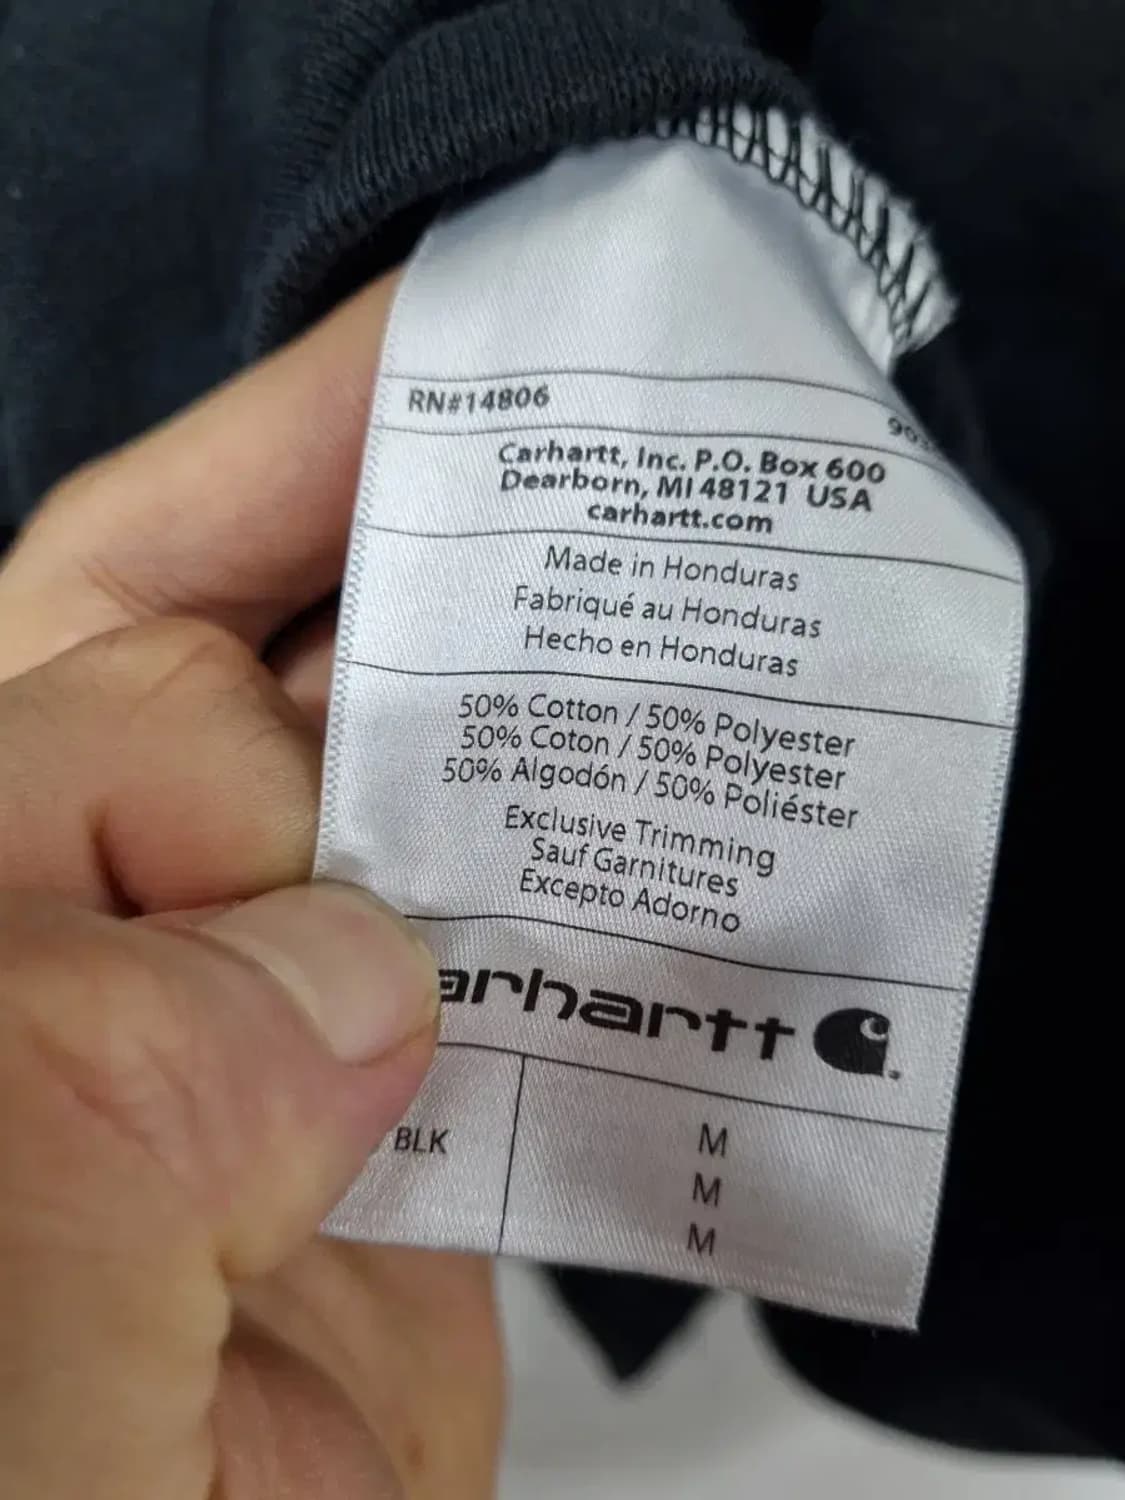 RN#14806
Carhartt, Inc. P.O. Box 600
Dearborn, MI 48121 USA
carhartt.com
Made in Honduras
Fabriqué au Honduras
Hecho en Honduras
50% Cotton / 50% Polyester
50% Coton / 50% Polyester
50% Algodón / 50% Poliéster
Exclusive Trimming
Sauf Garnitures
Excepto Adorno
arhartt
BLK
M
M
M